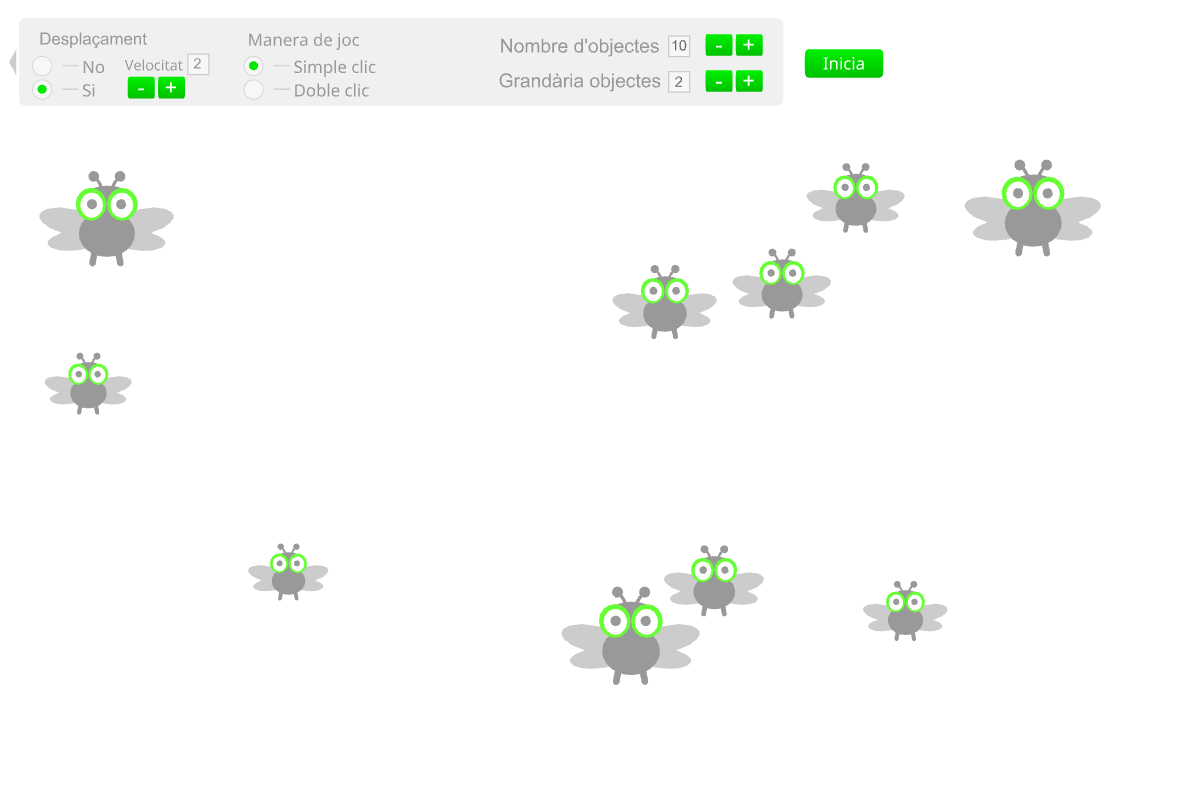 Desplaçament
No
Si
Velocitat 2
- +
Manera de joc
Simple clic
Doble clic
Nombre d'objectes 10 - +
Grandària objectes 2 - +
Inicia